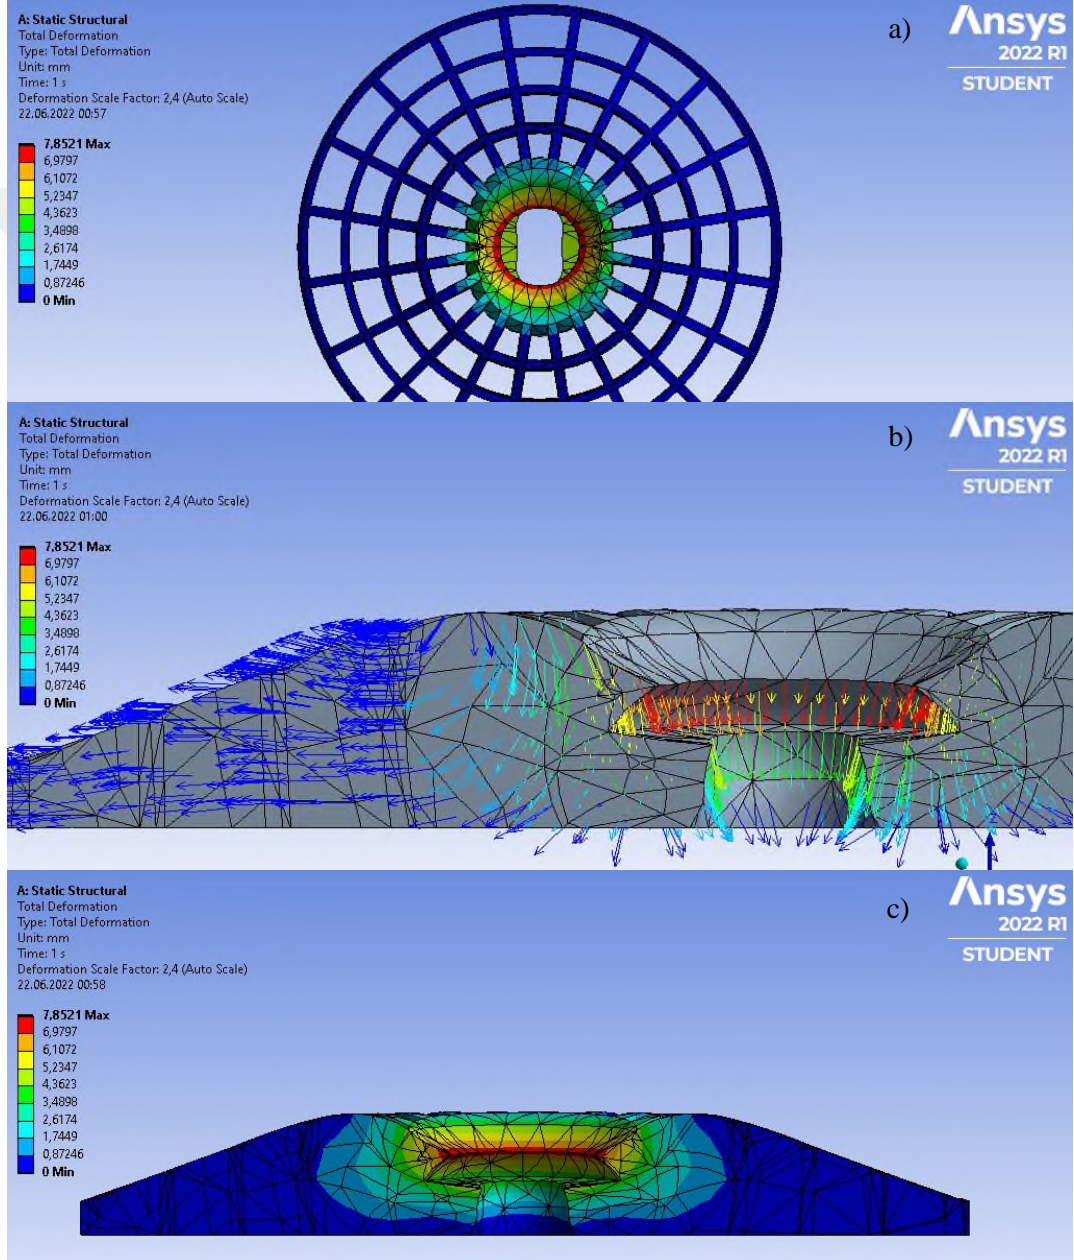 A: Static Structural
Total Deformation
Type: Total Deformation
Unit: mm
Time: 1 s
Deformation Scale Factor: 2,4 (Auto Scale)
22.06.2022 00:57
7,8521 Max
6,9797
6,1072
5,2347
4,3623
3,4898
2,6174
1,7449
0,87246
0 Min
a)
Ansys
2022 R1
STUDENT
A: Static Structural
Total Deformation
Type: Total Deformation
Unit: mm
Time: 1 s
Deformation Scale Factor: 2,4 (Auto Scale)
22.06.2022 01:00
7,8521 Max
6,9797
6,1072
5,2347
4,3623
3,4898
2,6174
1,7449
0,87246
0 Min
b)
Ansys
2022 R1
STUDENT
A: Static Structural
Total Deformation
Type: Total Deformation
Unit: mm
Time: 1 s
Deformation Scale Factor: 2,4 (Auto Scale)
22.06.2022 00:58
7,8521 Max
6,9797
6,1072
5,2347
4,3623
3,4898
2,6174
1,7449
0,87246
0 Min
c)
Ansys
2022 R1
STUDENT